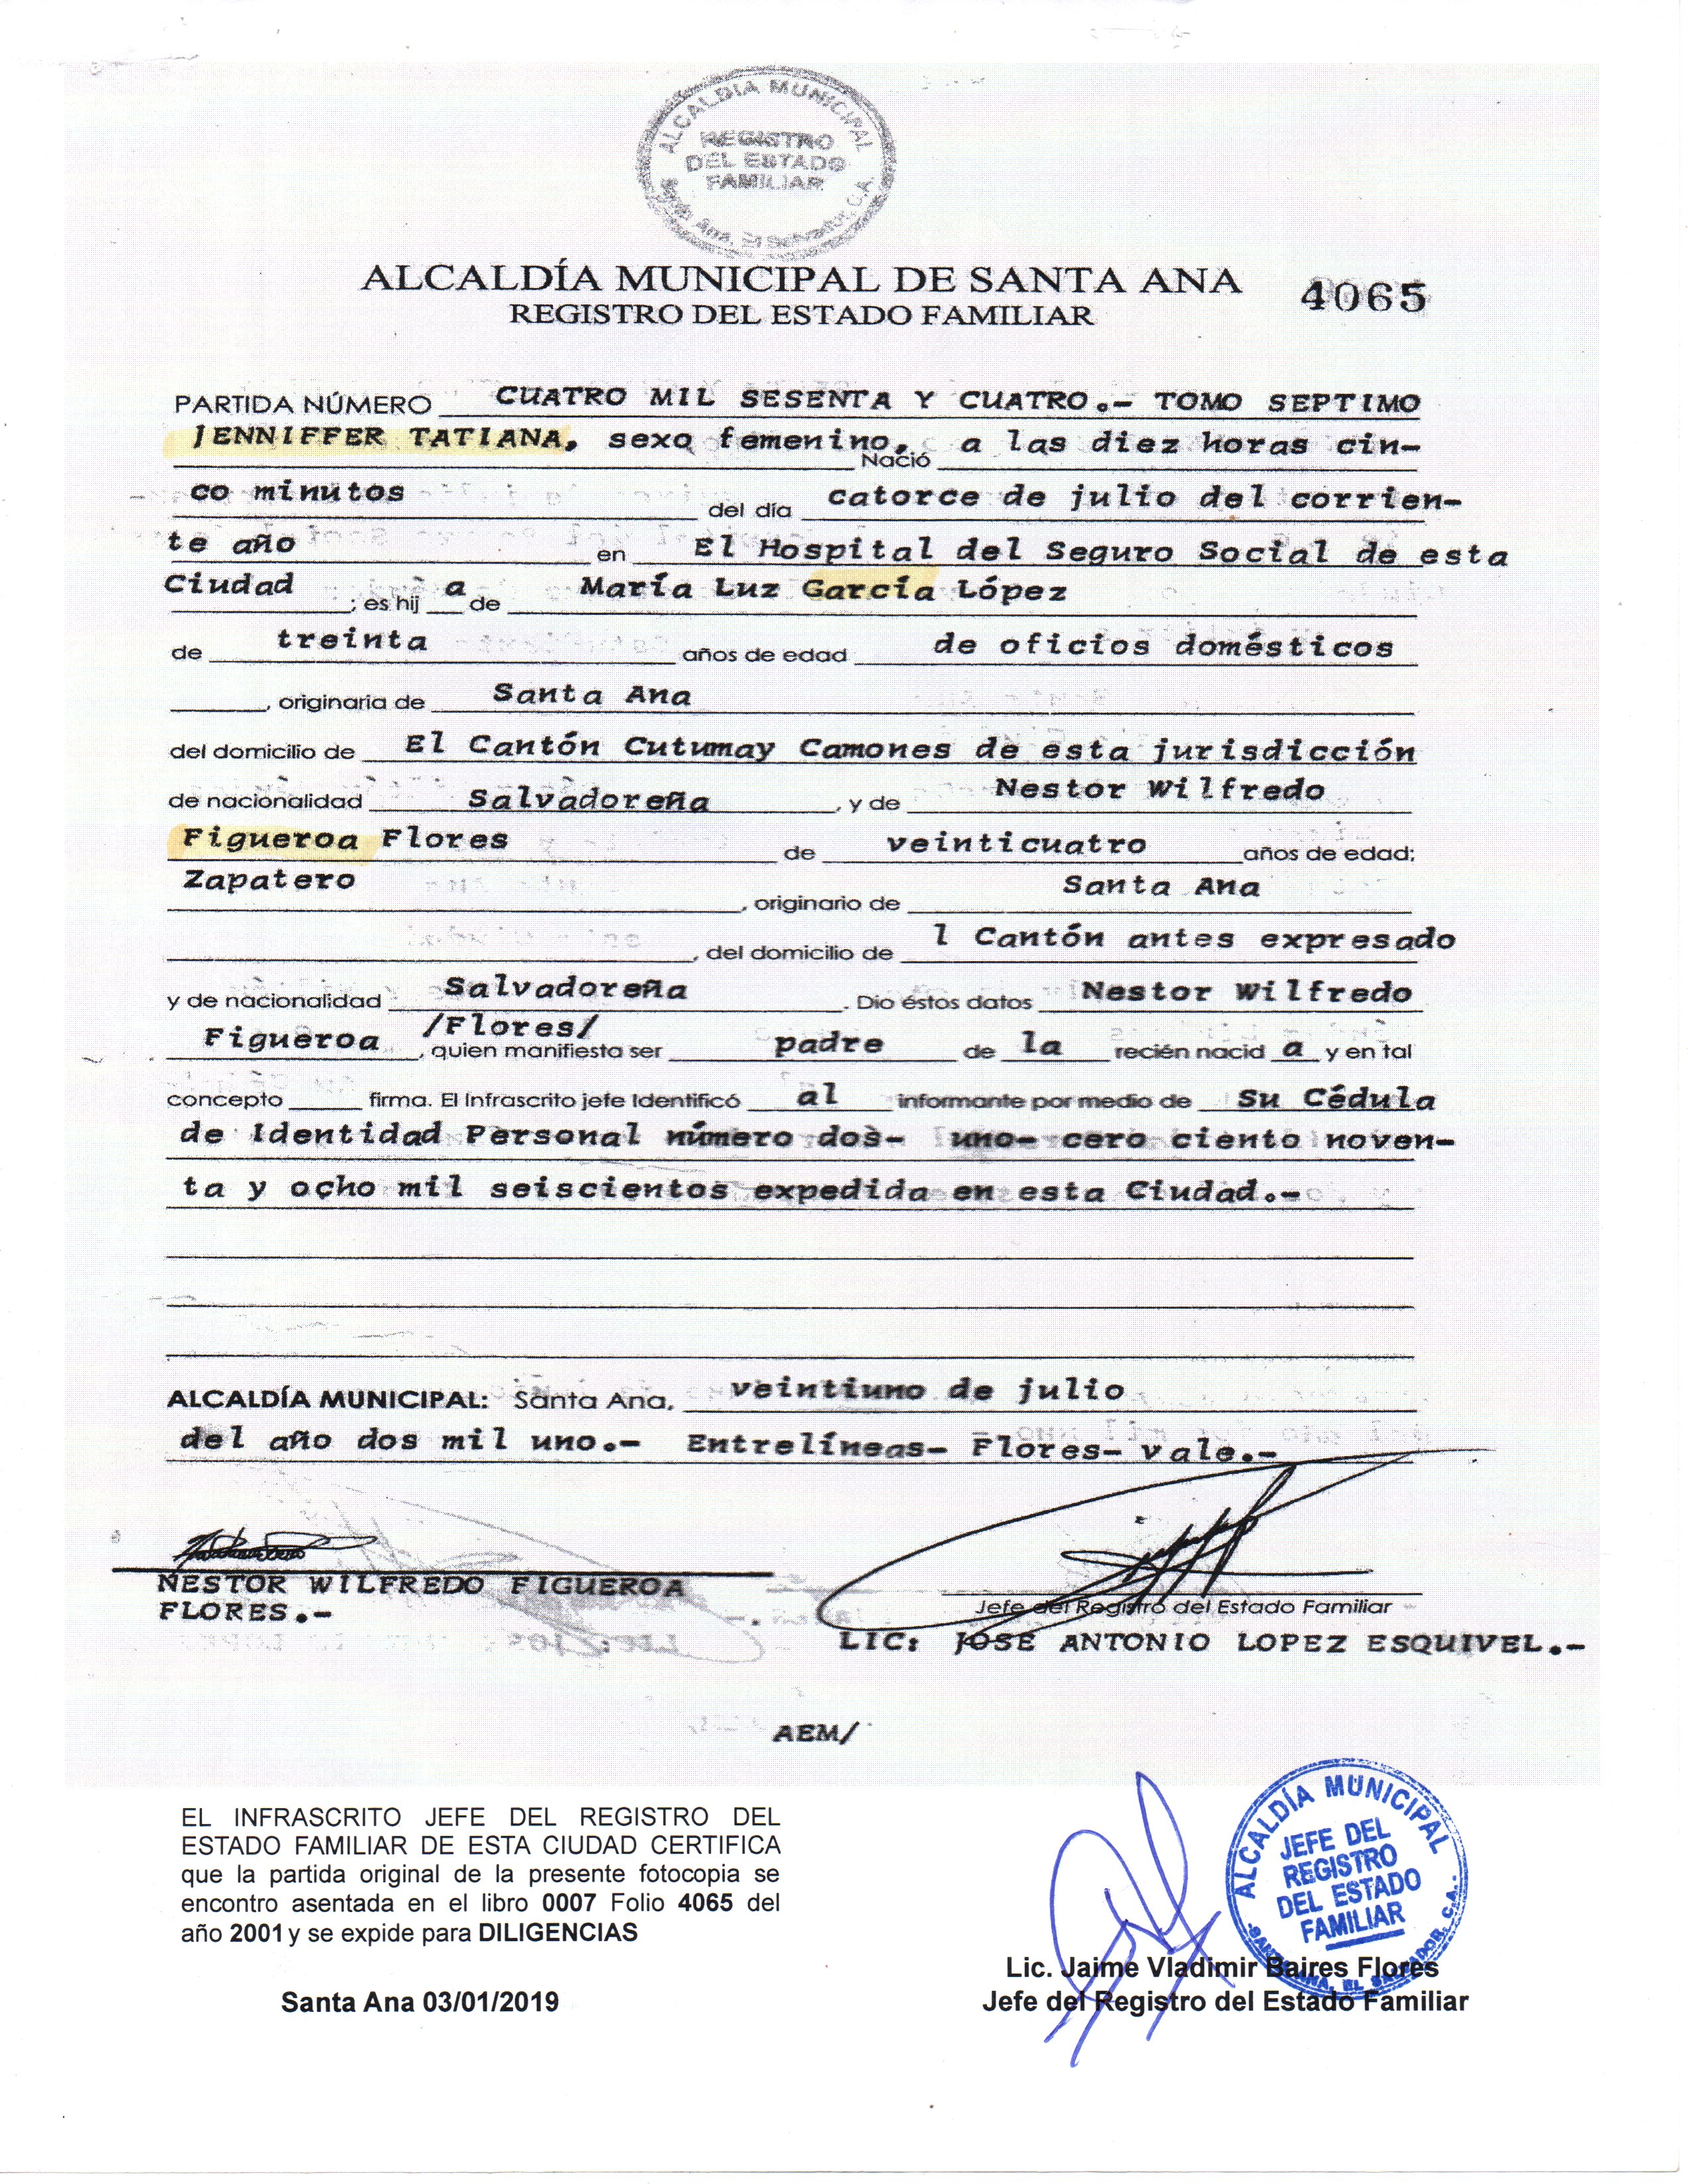 ALCALDIA MUNICIPAL
REGISTRO
DEL ESTADO
FAMILIAR
Santa Ana, El Salvador, C.A.
ALCALDÍA MUNICIPAL DE SANTA ANA 4065
REGISTRO DEL ESTADO FAMILIAR
PARTIDA NÚMERO CUATRO MIL SESENTA Y CUATRO.- TOMO SEPTIMO
JENNIFFER TATIANA, sexo femenino, Nació a las diez horas cin-
co minutos del día catorce de julio del corrien-
te año en El Hospital del Seguro Social de esta
Ciudad ; es hij a de María Luz García López
de treinta años de edad de oficios domésticos
, originaria de Santa Ana
del domicilio de El Cantón Cutumay Camones de esta jurisdicción
de nacionalidad Salvadoreña , y de Nestor Wilfredo
Figueroa Flores de veinticuatro años de edad;
Zapatero , originario de Santa Ana
, del domicilio de l Cantón antes expresado
y de nacionalidad Salvadoreña . Dio éstos datos Nestor Wilfredo
Figueroa /Flores/ , quien manifiesta ser padre de la recién nacid a y en tal
concepto firma. El Infrascrito jefe Identificó al informante por medio de Su Cédula
de Identidad Personal número dos- uno- cero ciento noven-
ta y ocho mil seiscientos expedida en esta Ciudad.-
ALCALDÍA MUNICIPAL: Santa Ana, veintiuno de julio
del año dos mil uno.- Entrelíneas- Flores- vale.-
NESTOR WILFREDO FIGUEROA
FLORES.-
Jefe del Registro del Estado Familiar
LIC: JOSE ANTONIO LOPEZ ESQUIVEL.-
AEM/
EL INFRASCRITO JEFE DEL REGISTRO DEL
ESTADO FAMILIAR DE ESTA CIUDAD CERTIFICA
que la partida original de la presente fotocopia se
encontro asentada en el libro 0007 Folio 4065 del
año 2001 y se expide para DILIGENCIAS
Santa Ana 03/01/2019
ALCALDÍA MUNICIPAL
JEFE DEL
REGISTRO
DEL ESTADO
FAMILIAR
SANTA ANA, EL SALVADOR, C.A.
Lic. Jaime Vladimir Baires Flores
Jefe del Registro del Estado Familiar